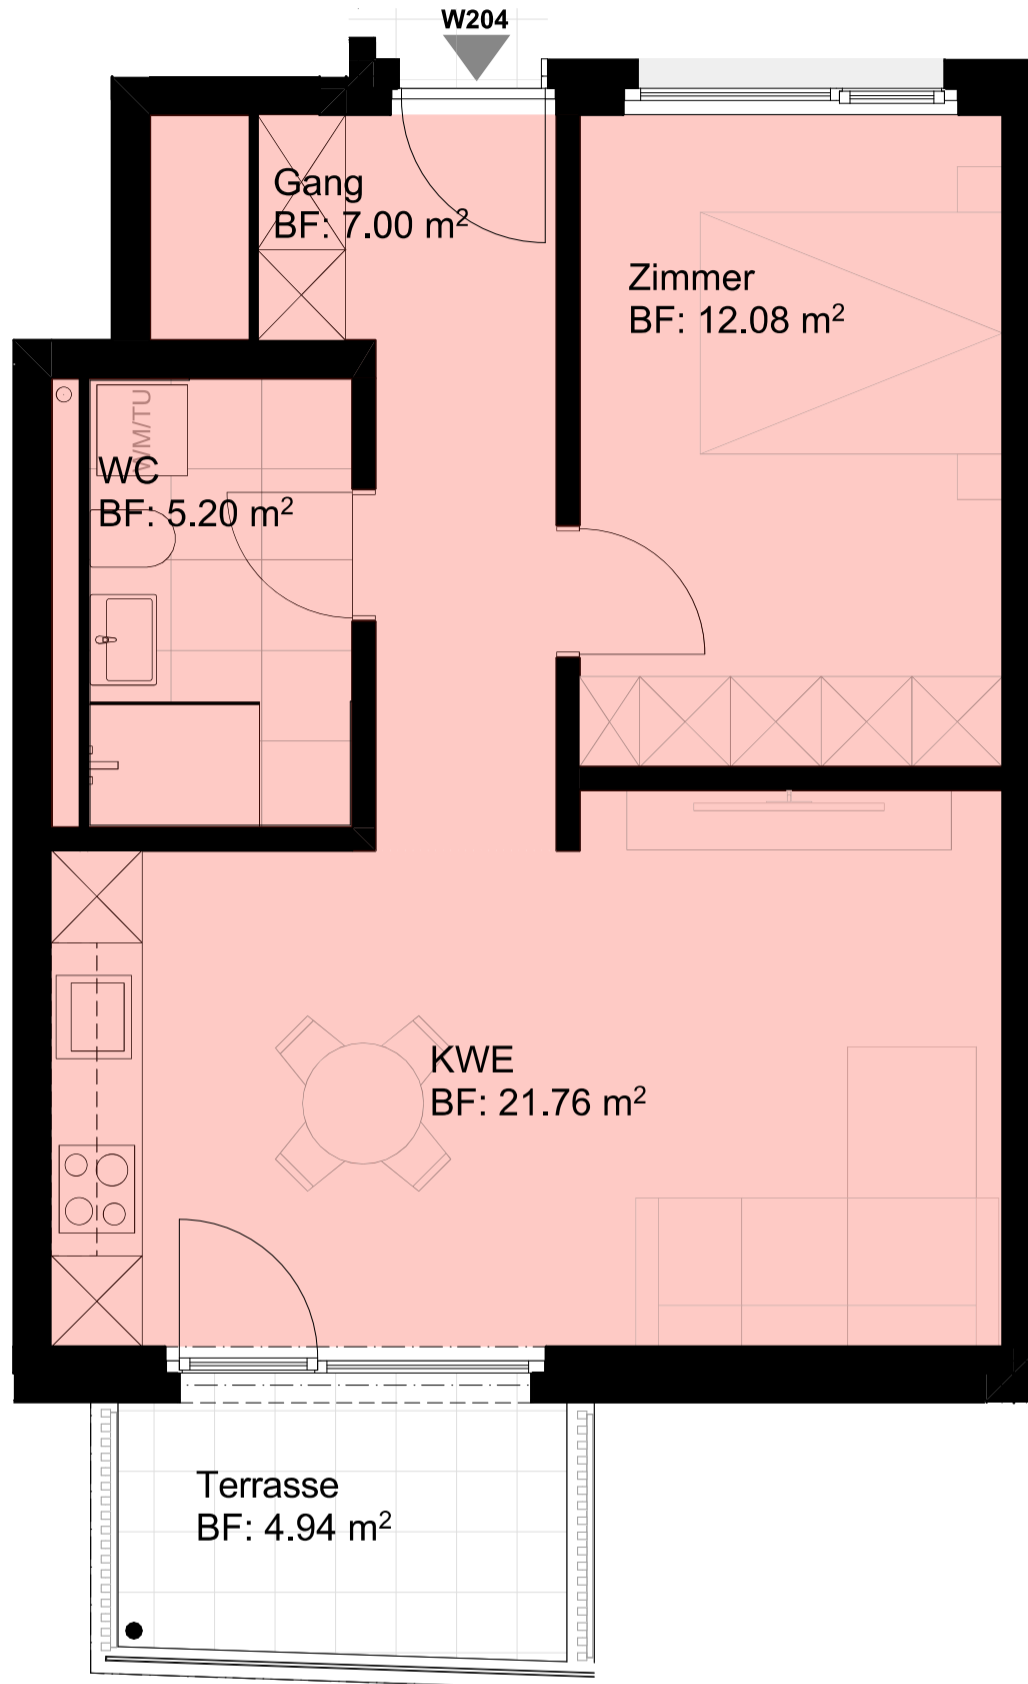 W204
Gang
BF: 7.00 m²
Zimmer
BF: 12.08 m²
WM/TU
WC
BF: 5.20 m²
KWE
BF: 21.76 m²
Terrasse
BF: 4.94 m²